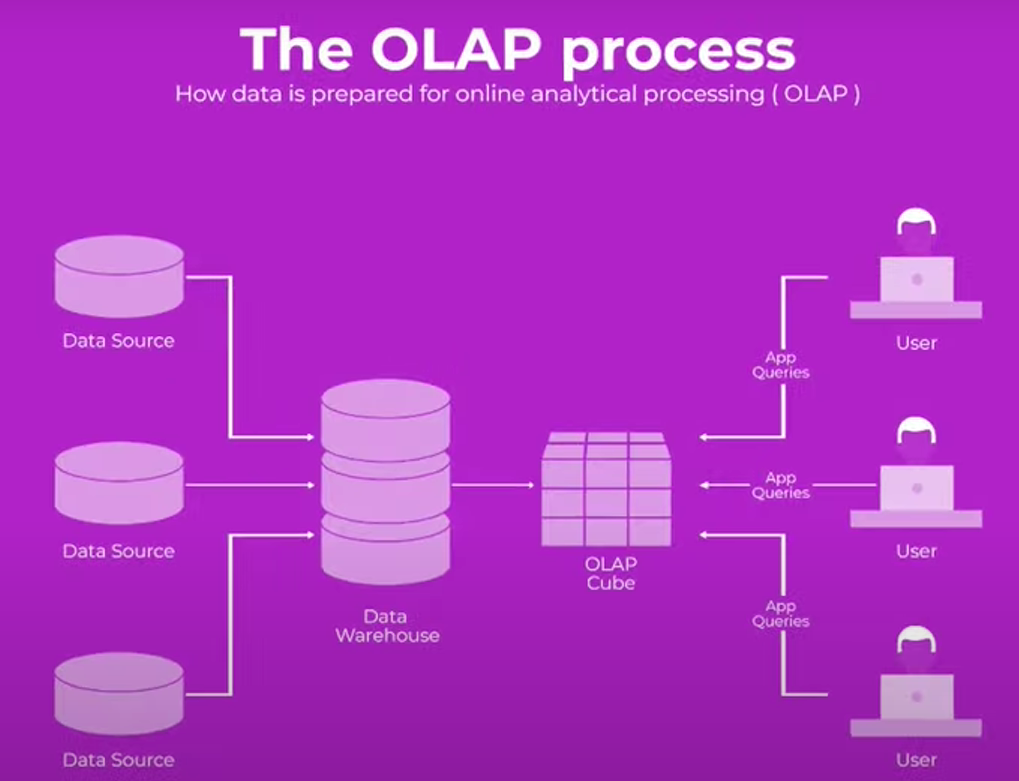 The OLAP process
How data is prepared for online analytical processing ( OLAP )
Data Source
Data Source
Data Source
Data
Warehouse
OLAP
Cube
App
Queries
App
Queries
App
Queries
User
User
User